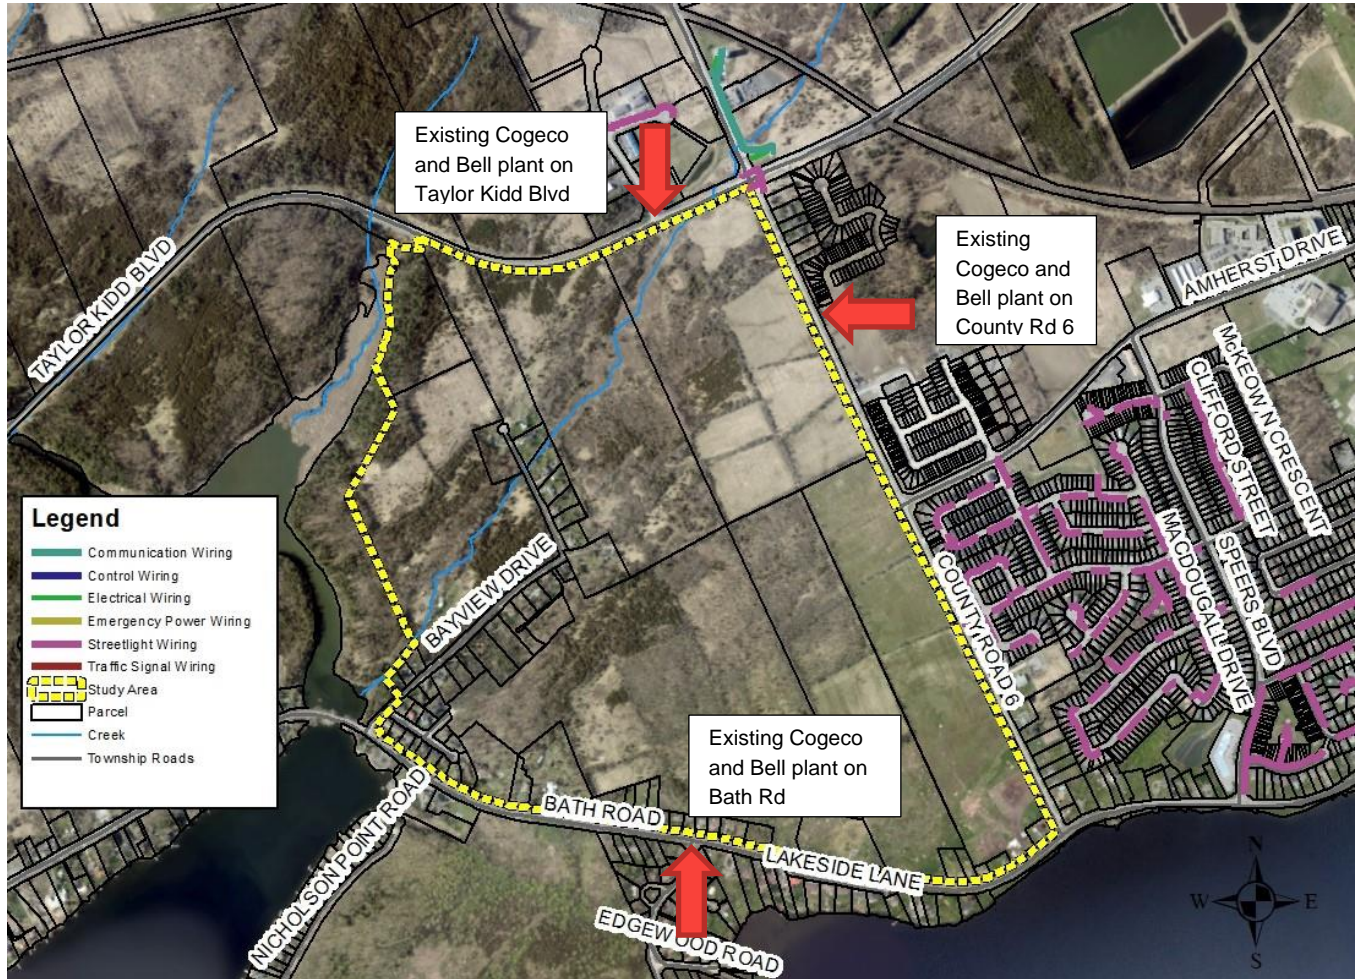 Existing Cogeco
and Bell plant on
Taylor Kidd Blvd
Existing
Cogeco and
Bell plant on
County Rd 6
TAYLOR KIDD BLVD
AMHERST DRIVE
McKEOWN CRESCENT
CLIFFORD STREET
Legend
Communication Wiring
Control Wiring
Electrical Wiring
Emergency Power Wiring
Streetlight Wiring
Traffic Signal Wiring
Study Area
Parcel
Creek
Township Roads
BAYVIEW DRIVE
COUNTY ROAD 6
MACDOUGALL DRIVE
SPEERS BLVD
Existing Cogeco
and Bell plant on
Bath Rd
BATH ROAD
LAKESIDE LANE
NICHOLSON POINT ROAD
EDGEWOOD ROAD
N
W
E
S